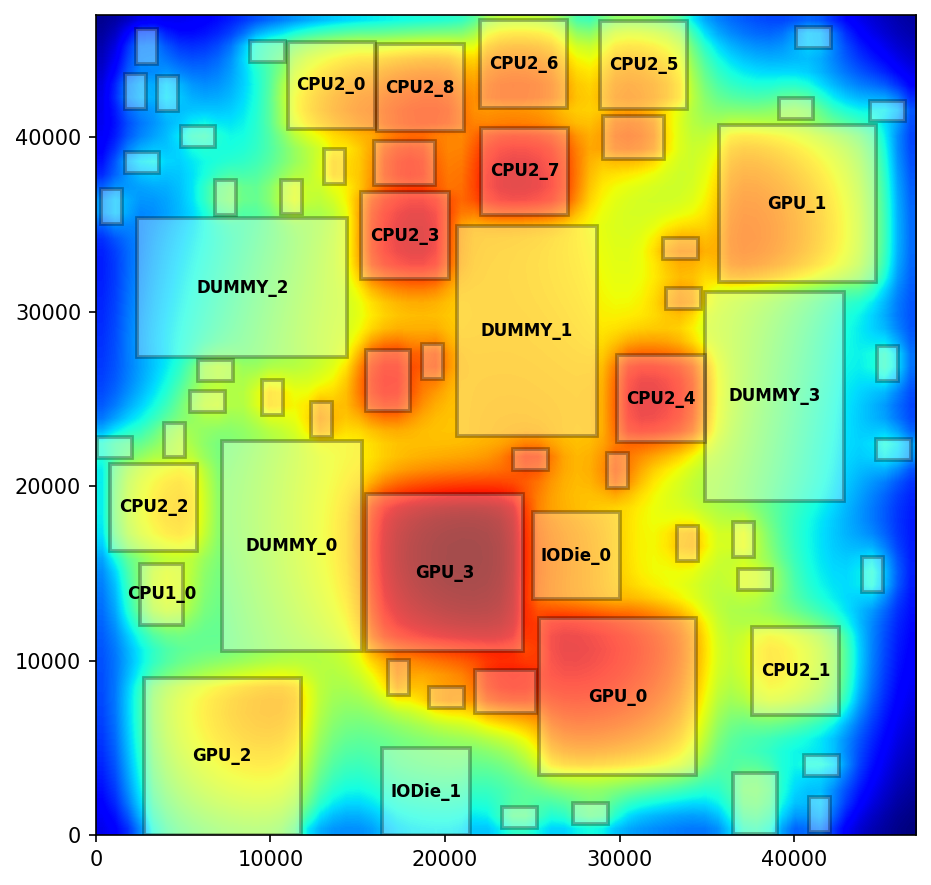 CPU2_6
CPU2_5
CPU2_0
CPU2_8
40000
CPU2_7
GPU_1
CPU2_3
30000
DUMMY_2
DUMMY_1
CPU2_4
DUMMY_3
20000
CPU2_2
DUMMY_0
IODie_0
GPU_3
CPU1_0
10000
CPU2_1
GPU_0
GPU_2
IODie_1
0
0 10000 20000 30000 40000